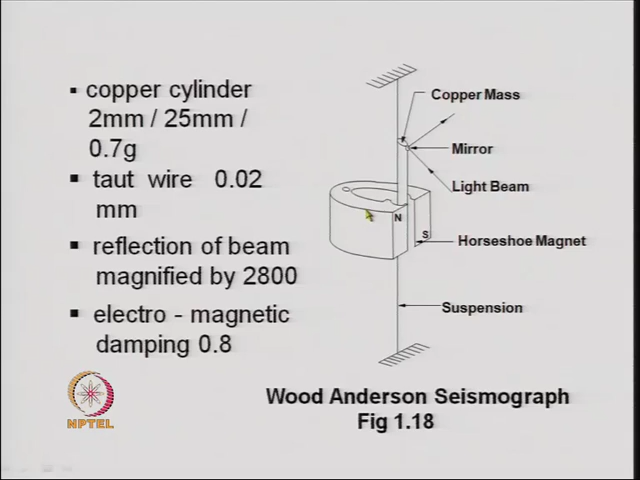 ▪ copper cylinder
2mm / 25mm /
0.7g
▪ taut wire 0.02
mm
▪ reflection of beam
magnified by 2800
▪ electro - magnetic
damping 0.8
Copper Mass
Mirror
Light Beam
N
S
Horseshoe Magnet
Suspension
Wood Anderson Seismograph
Fig 1.18
NPTEL